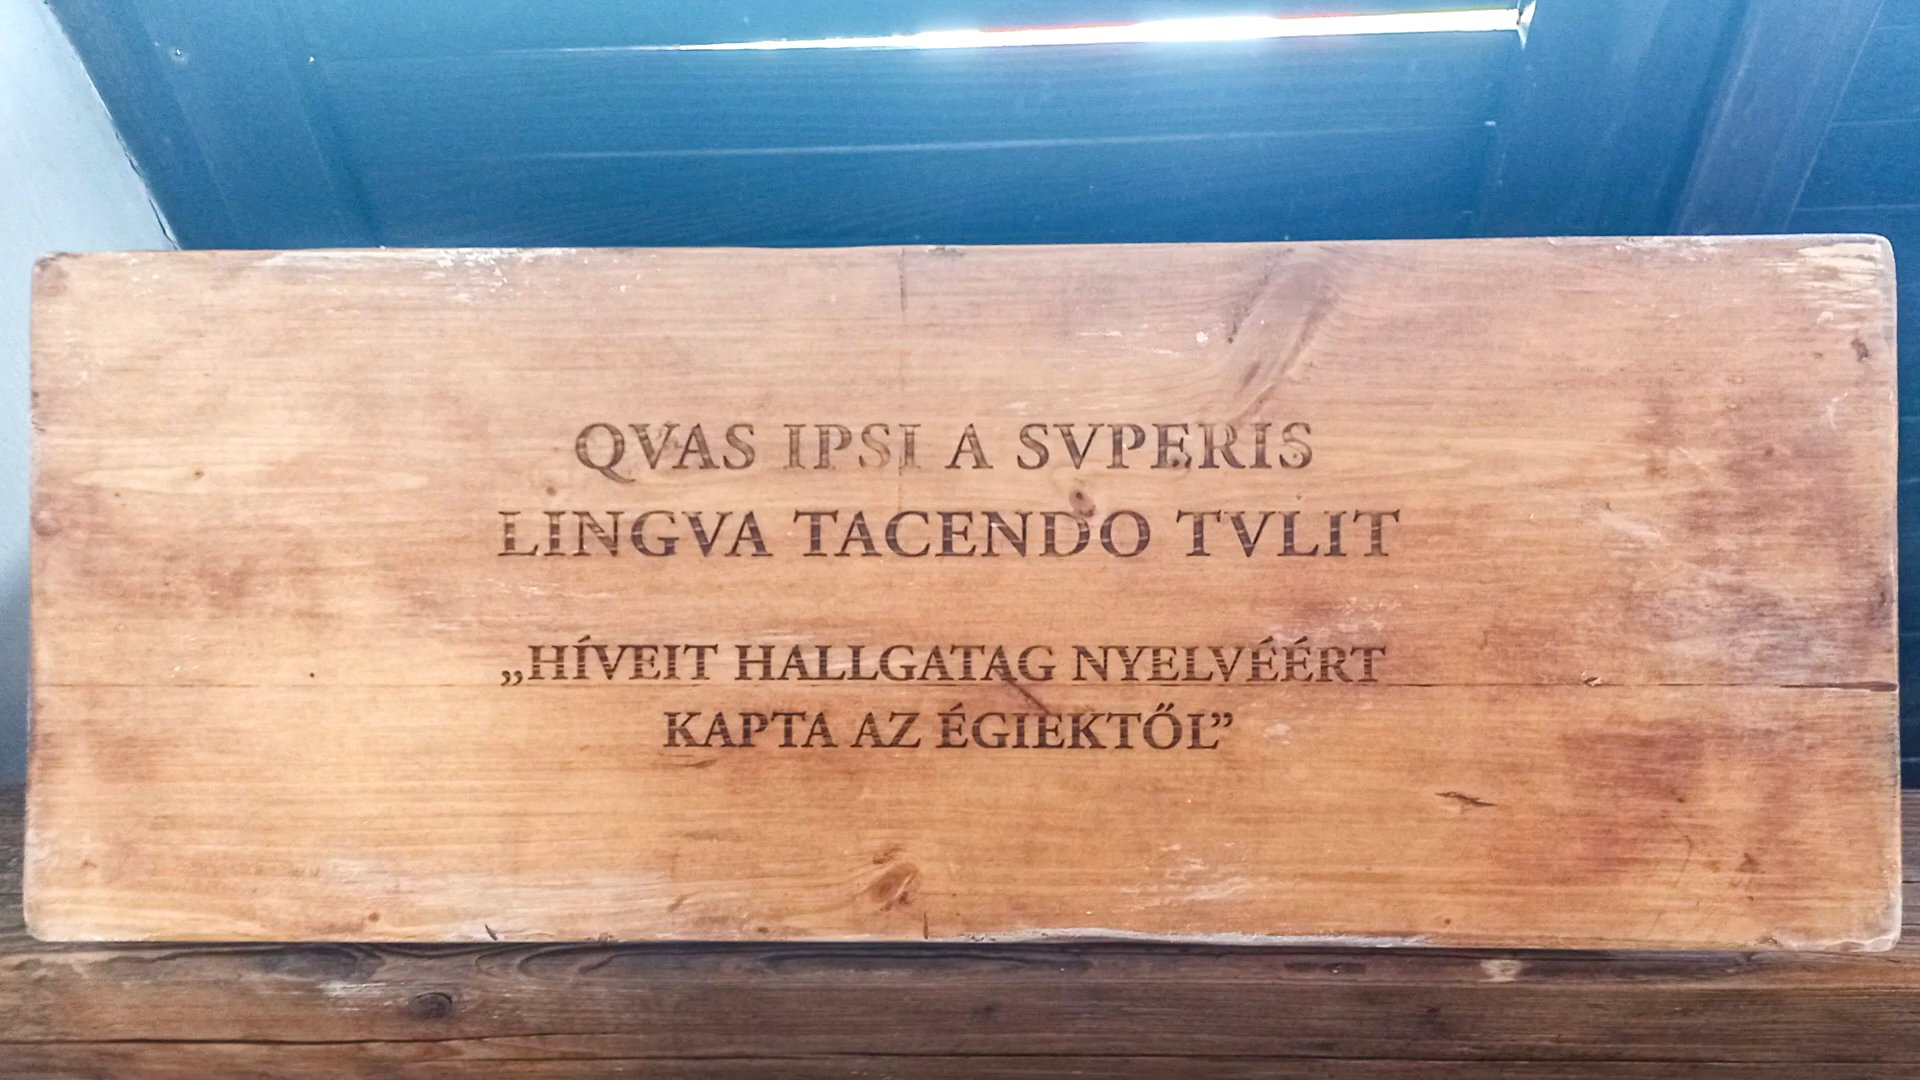 QVAS IPSI A SVPERIS
LINGVA TACENDO TVLIT
„HÍVEIT HALLGATAG NYELVÉÉRT
KAPTA AZ ÉGIEKTŐL”